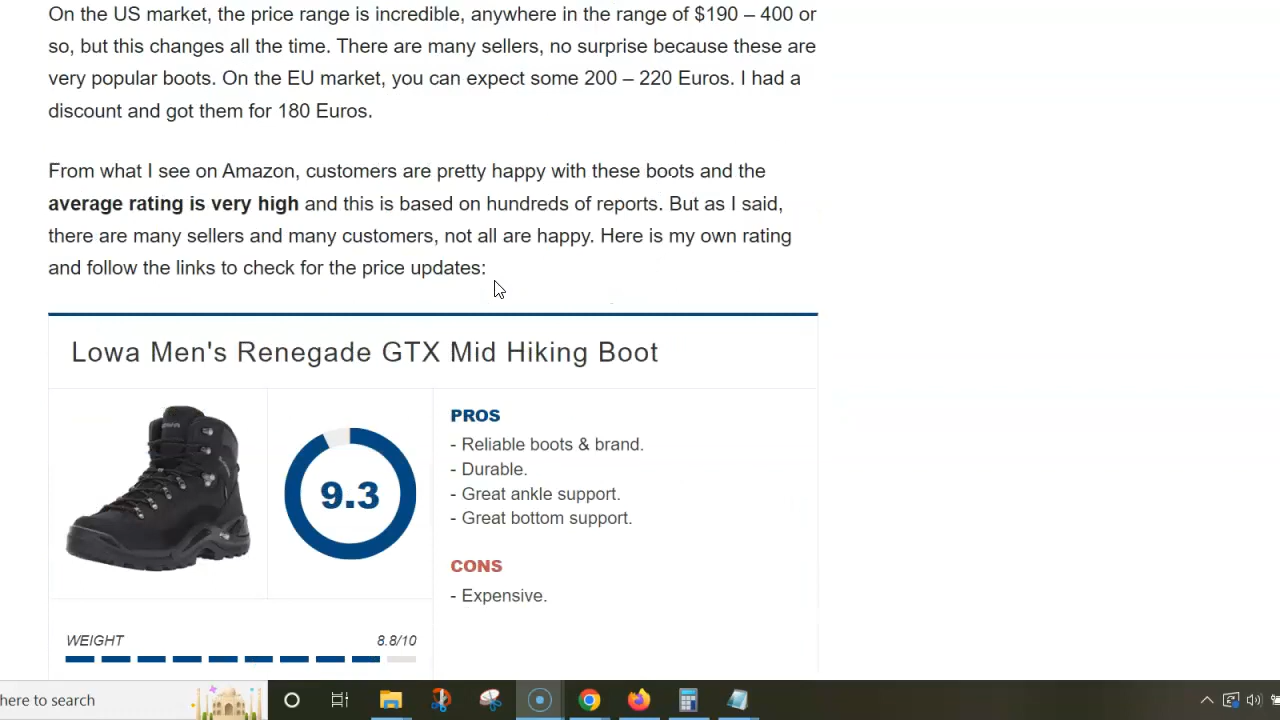 On the US market, the price range is incredible, anywhere in the range of $190 – 400 or
so, but this changes all the time. There are many sellers, no surprise because these are
very popular boots. On the EU market, you can expect some 200 – 220 Euros. I had a
discount and got them for 180 Euros.
From what I see on Amazon, customers are pretty happy with these boots and the
average rating is very high and this is based on hundreds of reports. But as I said,
there are many sellers and many customers, not all are happy. Here is my own rating
and follow the links to check for the price updates:
Lowa Men's Renegade GTX Mid Hiking Boot
9.3
PROS
- Reliable boots & brand.
- Durable.
- Great ankle support.
- Great bottom support.
CONS
- Expensive.
WEIGHT 8.8/10
here to search